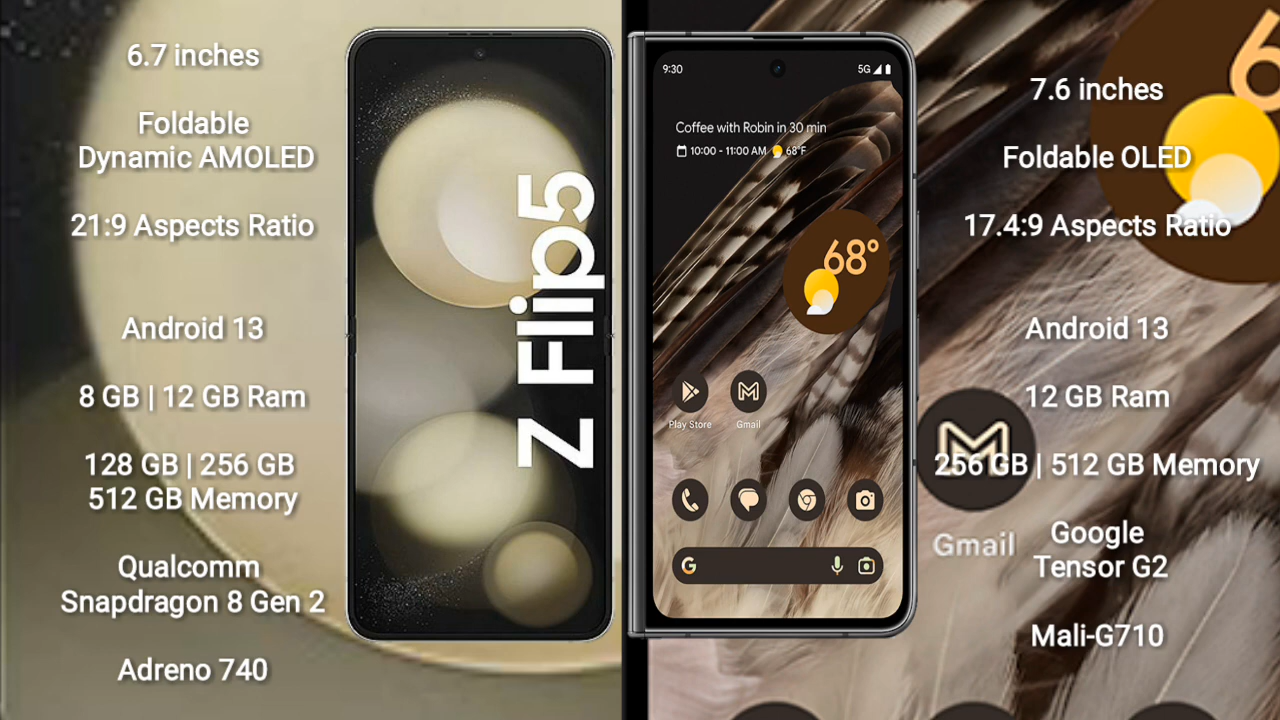 6.7 inches
Foldable
Dynamic AMOLED
21:9 Aspects Ratio
Android 13
8 GB | 12 GB Ram
128 GB | 256 GB
512 GB Memory
Qualcomm
Snapdragon 8 Gen 2
Adreno 740
Z Flip5
9:30
5G
Coffee with Robin in 30 min
10:00 - 11:00 AM 68°F
68°
Play Store
Gmail
G
6
7.6 inches
Foldable OLED
17.4:9 Aspects Ratio
Android 13
12 GB Ram
256 GB | 512 GB Memory
Gmail
Google
Tensor G2
Mali-G710